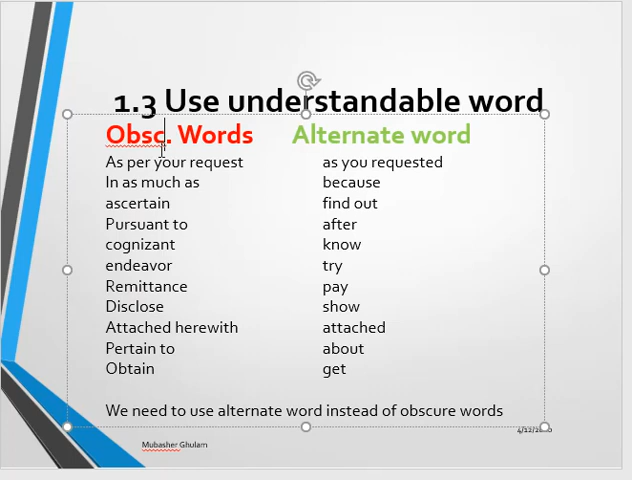 1.3 Use understandable word
Obsc. Words Alternate word
As per your request as you requested
In as much as because
ascertain find out
Pursuant to after
cognizant know
endeavor try
Remittance pay
Disclose show
Attached herewith attached
Pertain to about
Obtain get
We need to use alternate word instead of obscure words
Mubasher Ghulam